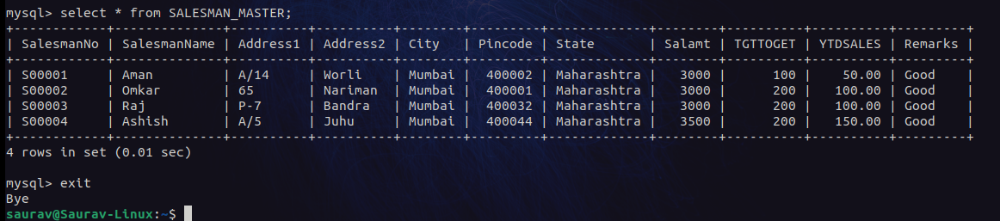 mysql> select * from SALESMAN_MASTER;
+------------+--------------+----------+----------+--------+---------+-------------+---------+----------+----------+---------+
| SalesmanNo | SalesmanName | Address1 | Address2 | City   | Pincode | State       | Salamt  | TGTTOGET | YTDSALES | Remarks |
+------------+--------------+----------+----------+--------+---------+-------------+---------+----------+----------+---------+
| S00001     | Aman         | A/14     | Worli    | Mumbai |  400002 | Maharashtra |   3000  |      100 |    50.00 | Good    |
| S00002     | Omkar        | 65       | Nariman  | Mumbai |  400001 | Maharashtra |   3000  |      200 |   100.00 | Good    |
| S00003     | Raj          | P-7      | Bandra   | Mumbai |  400032 | Maharashtra |   3000  |      200 |   100.00 | Good    |
| S00004     | Ashish       | A/5      | Juhu     | Mumbai |  400044 | Maharashtra |   3500  |      200 |   150.00 | Good    |
+------------+--------------+----------+----------+--------+---------+-------------+---------+----------+----------+---------+
4 rows in set (0.01 sec)
mysql> exit
Bye
saurav@Saurav-Linux:~$